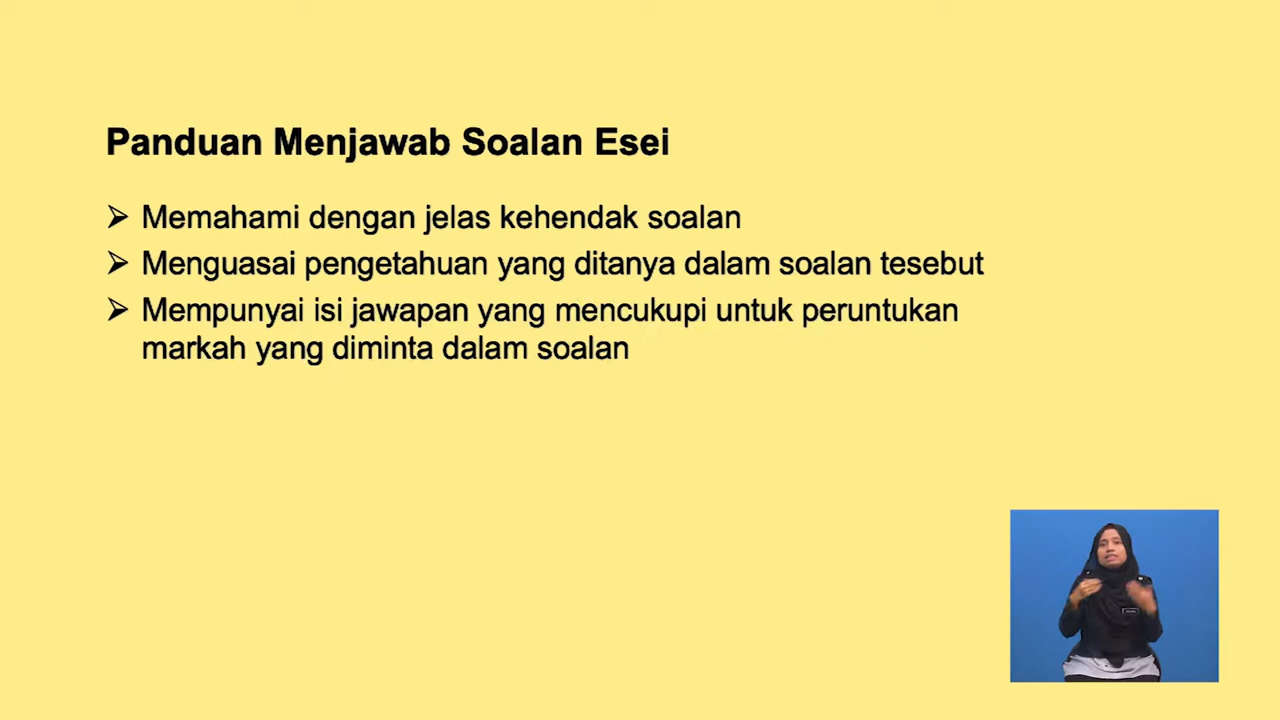 Panduan Menjawab Soalan Esei
➢ Memahami dengan jelas kehendak soalan
➢ Menguasai pengetahuan yang ditanya dalam soalan tesebut
➢ Mempunyai isi jawapan yang mencukupi untuk peruntukan
markah yang diminta dalam soalan